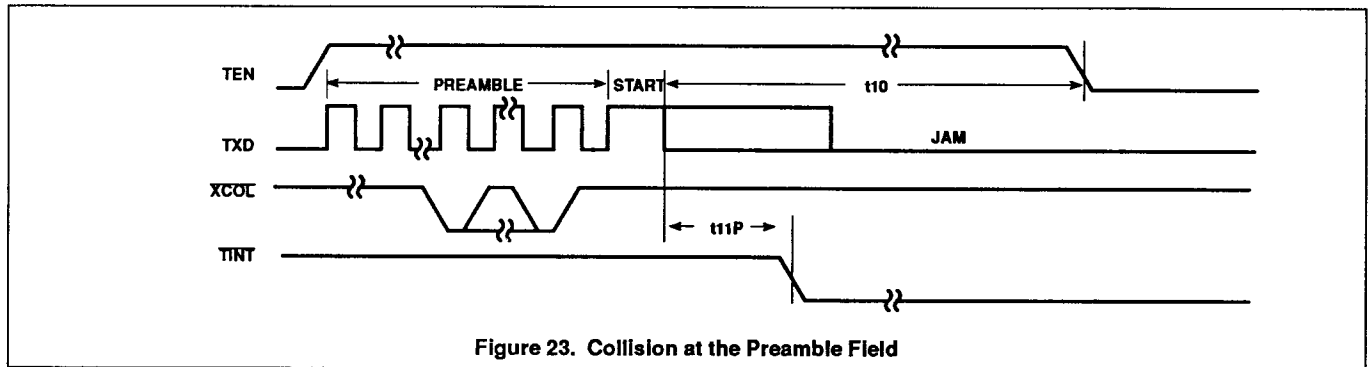 TEN
PREAMBLE START t10
TXD
JAM
XCOL
t11P
TINT
Figure 23. Collision at the Preamble Field